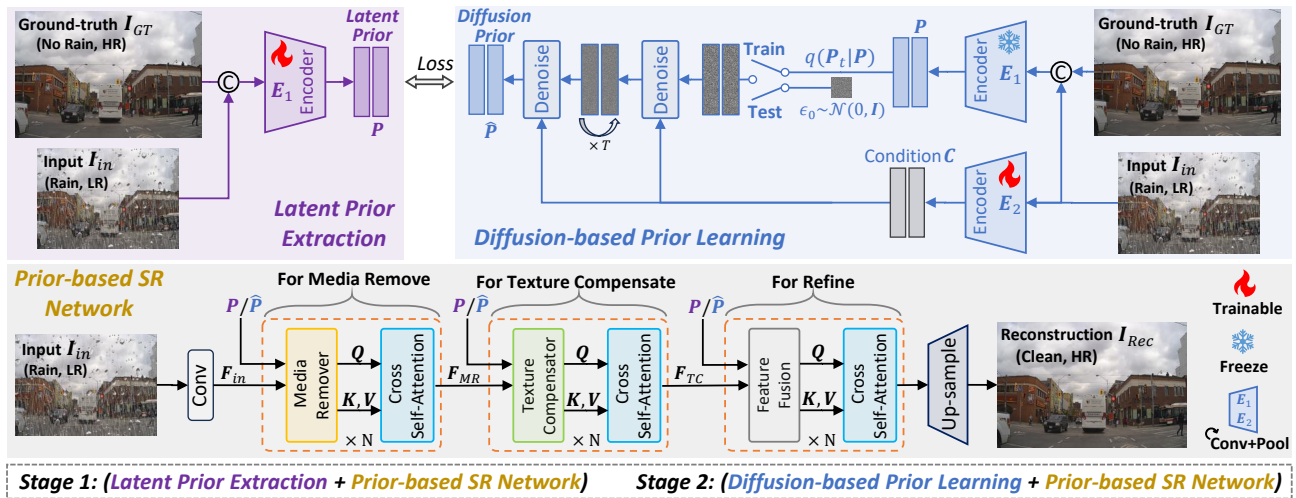 Ground-truth I_GT
(No Rain, HR)
Input I_in
(Rain, LR)
C
E_1
Encoder
Latent
Prior
P
Latent Prior
Extraction
Loss
Diffusion
Prior
P̂
Denoise
× T
Denoise
Train
Test
q(P_t|P)
ϵ_0~N(0, I)
P
Encoder
E_1
C
Ground-truth I_GT
(No Rain, HR)
Condition C
Encoder
E_2
Input I_in
(Rain, LR)
Diffusion-based Prior Learning
Prior-based SR
Network
Input I_in
(Rain, LR)
Conv
F_in
For Media Remove
P/P̂
Media
Remover
Q
K, V
Cross
Self-Attention
× N
F_MR
For Texture Compensate
P/P̂
Texture
Compensator
Q
K, V
Cross
Self-Attention
× N
F_TC
For Refine
P/P̂
Feature
Fusion
Q
K, V
Cross
Self-Attention
× N
Up-sample
Reconstruction I_Rec
(Clean, HR)
Trainable
Freeze
E_1
E_2
Conv+Pool
Stage 1: (Latent Prior Extraction + Prior-based SR Network)
Stage 2: (Diffusion-based Prior Learning + Prior-based SR Network)